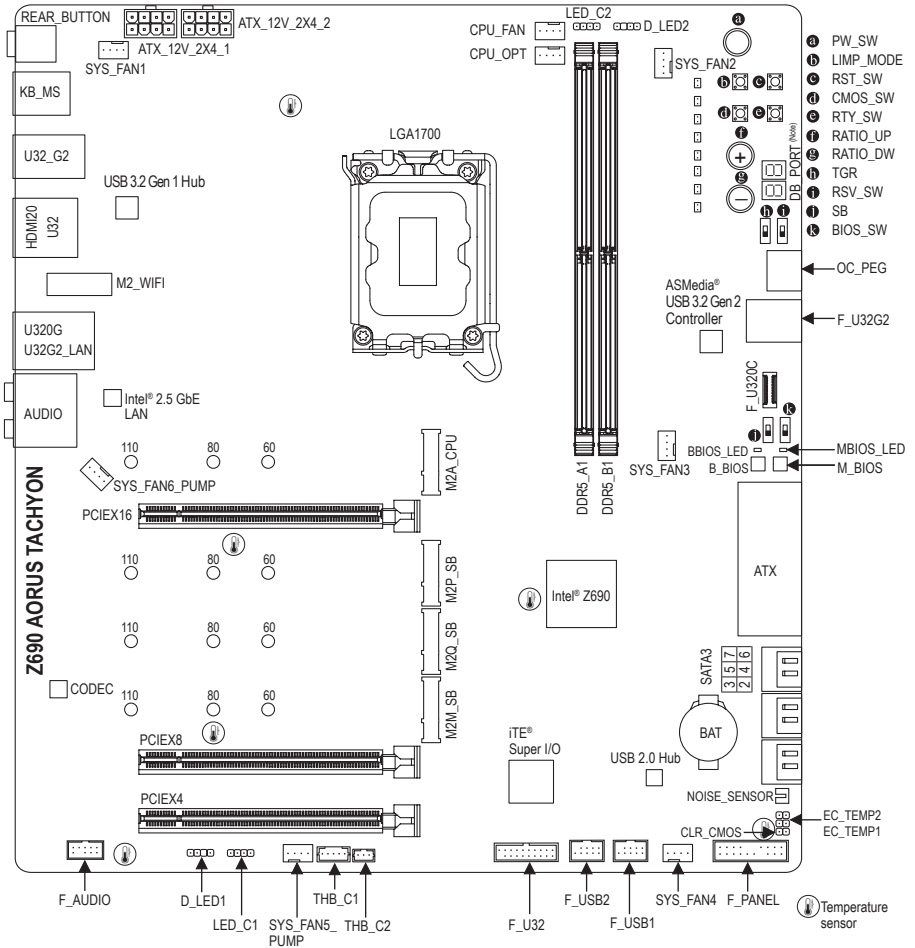 REAR_BUTTON
ATX_12V_2X4_2
ATX_12V_2X4_1
SYS_FAN1
CPU_FAN
CPU_OPT
LED_C2
D_LED2
SYS_FAN2
a
b
c
d
e
f
g
h i
DB_PORT (Note)
a PW_SW
b LIMP_MODE
c RST_SW
d CMOS_SW
e RTY_SW
f RATIO_UP
g RATIO_DW
h TGR
i RSV_SW
j SB
k BIOS_SW
KB_MS
U32_G2
USB 3.2 Gen 1 Hub
LGA1700
HDMI20
U32
M2_WIFI
OC_PEG
ASMedia®
USB 3.2 Gen 2
Controller
F_U32G2
U320G
U32G2_LAN
F_U320C
k
j
AUDIO
Intel® 2.5 GbE
LAN
110 80 60
M2A_CPU
SYS_FAN6_PUMP
DDR5_A1
DDR5_B1
SYS_FAN3
BBIOS_LED
B_BIOS
MBIOS_LED
M_BIOS
PCIEX16
Z690 AORUS TACHYON
110 80 60
M2P_SB
Intel® Z690
ATX
110 80 60
M2Q_SB
SATA3
3 5 7
2 4 6
CODEC
110 80 60
M2M_SB
BAT
iTE®
Super I/O
USB 2.0 Hub
PCIEX8
NOISE_SENSOR
PCIEX4
EC_TEMP2
CLR_CMOS
EC_TEMP1
F_AUDIO
D_LED1
LED_C1
SYS_FAN5_
PUMP
THB_C1
THB_C2
F_U32
F_USB2
F_USB1
SYS_FAN4
F_PANEL
Temperature
sensor